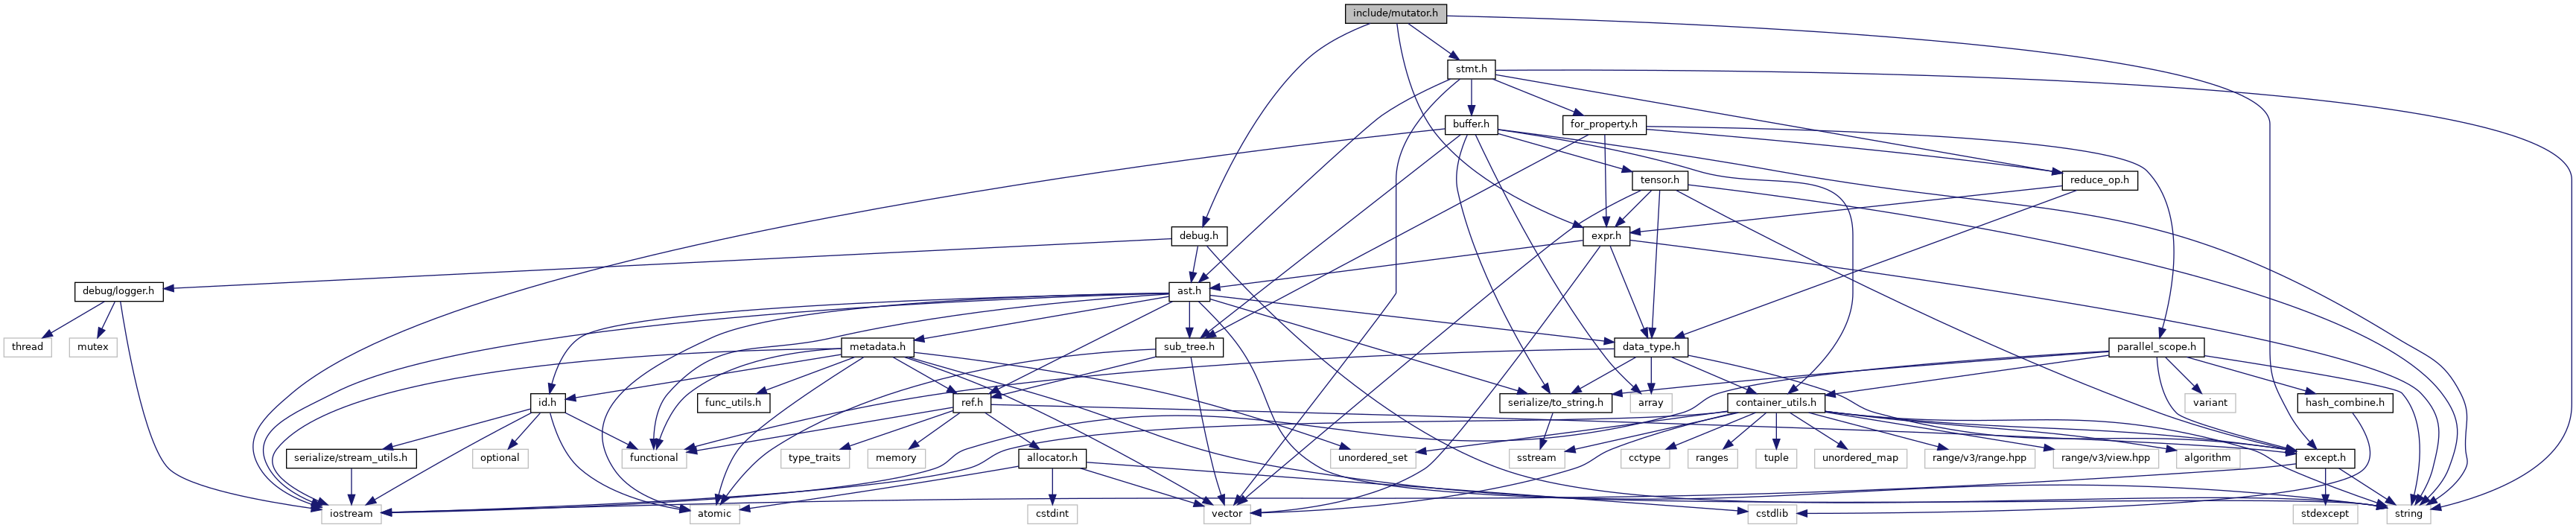 include/mutator.h
stmt.h
buffer.h
for_property.h
tensor.h
reduce_op.h
debug.h
expr.h
debug/logger.h
ast.h
thread
mutex
metadata.h
sub_tree.h
data_type.h
parallel_scope.h
id.h
func_utils.h
ref.h
serialize/to_string.h
array
container_utils.h
variant
hash_combine.h
serialize/stream_utils.h
optional
functional
type_traits
memory
allocator.h
unordered_set
sstream
cctype
ranges
tuple
unordered_map
range/v3/range.hpp
range/v3/view.hpp
algorithm
except.h
iostream
atomic
cstdint
vector
cstdlib
stdexcept
string